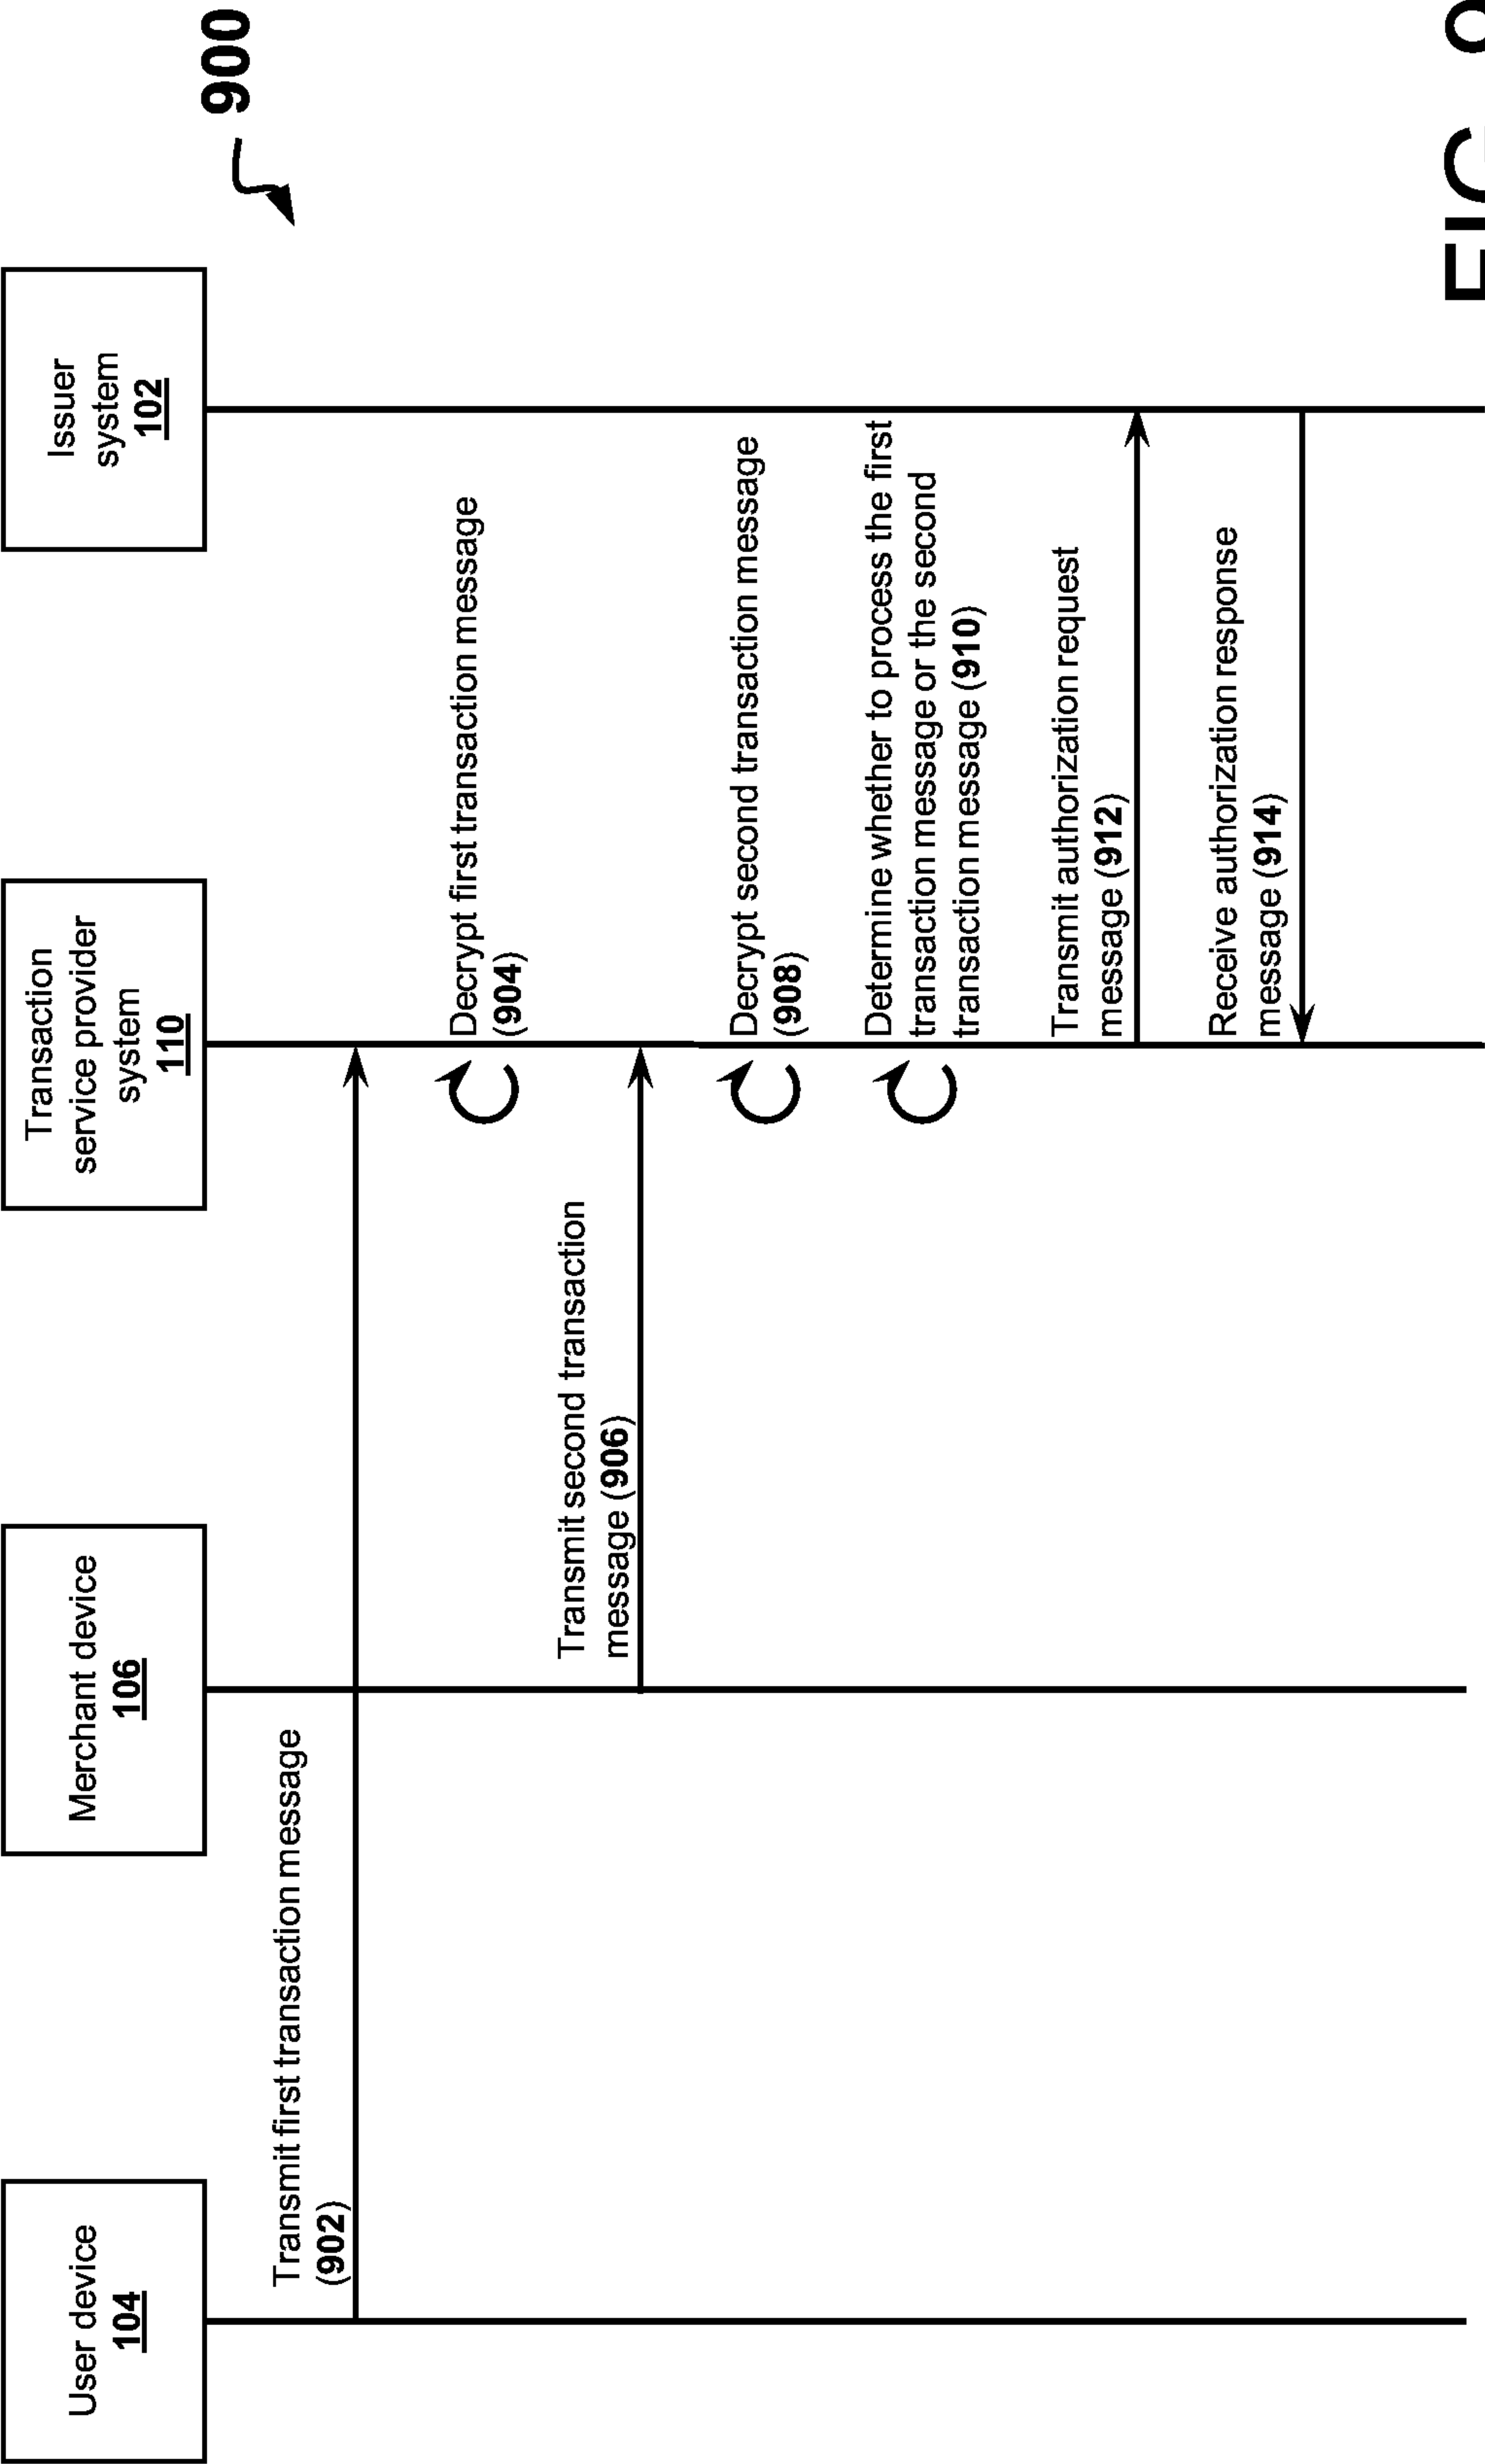 900
User device
104
Merchant device
106
Transaction
service provider
system
110
Issuer
system
102
Transmit first transaction message
(902)
Decrypt first transaction message
(904)
Transmit second transaction
message (906)
Decrypt second transaction message
(908)
Determine whether to process the first
transaction message or the second
transaction message (910)
Transmit authorization request
message (912)
Receive authorization response
message (914)